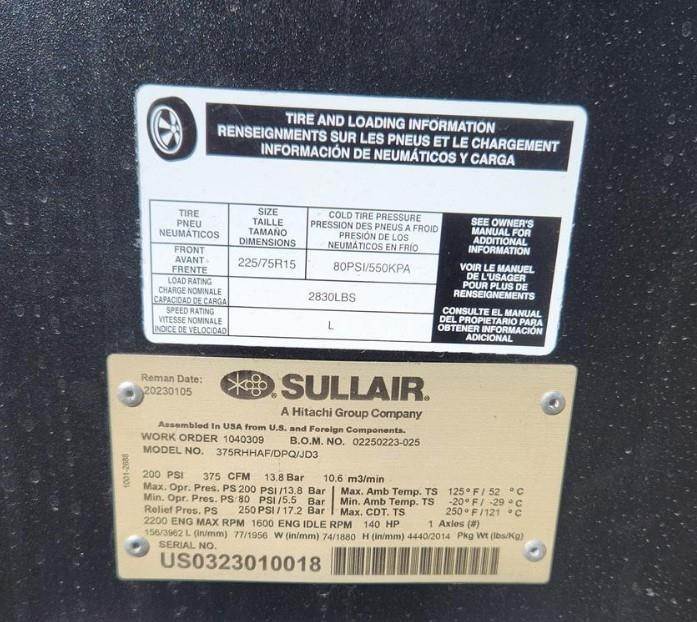 TIRE AND LOADING INFORMATION
RENSEIGNMENTS SUR LES PNEUS ET LE CHARGEMENT
INFORMACIÓN DE NEUMÁTICOS Y CARGA
TIRE
PNEU
NEUMÁTICOS
SIZE
TAILLE
TAMAÑO
DIMENSIONS
COLD TIRE PRESSURE
PRESSION DES PNEUS A FROID
PRESIÓN DE LOS
NEUMÁTICOS EN FRÍO
FRONT
AVANT
FRENTE
225/75R15
80PSI/550KPA
LOAD RATING
CHARGE NOMINALE
CAPACIDAD DE CARGA
2830LBS
SPEED RATING
VITESSE NOMINALE
INDICE DE VELOCIDAD
L
SEE OWNER'S
MANUAL FOR
ADDITIONAL
INFORMATION
VOIR LE MANUEL
DE L'USAGER
POUR PLUS DE
RENSEIGNEMENTS
CONSULTE EL MANUAL
DEL PROPIETARIO PARA
OBTENER INFORMACIÓN
ADICIONAL
Reman Date:
20230105
SULLAIR®
A Hitachi Group Company
Assembled in USA from U.S. and Foreign Components.
WORK ORDER 1040309 B.O.M. NO. 02250223-025
MODEL NO. 375RHHAF/DPQ/JD3
200 PSI 375 CFM 13.8 Bar 10.6 m3/min
Max. Opr. Pres. PS 200 PSI/13.8 Bar Max. Amb Temp. TS 125°F / 52 °C
Min. Opr. Pres. PS 80 PSI/5.5 Bar Min. Amb Temp. TS -20°F / -29 °C
Relief Pres. PS 250 PSI/17.2 Bar Max. CDT. TS 250°F/121 °C
2200 ENG MAX RPM 1600 ENG IDLE RPM 140 HP 1 Axles (#)
156/3962 L (in/mm) 77/1956 W (in/mm) 74/1880 H (in/mm) 4440/2014 Pkg Wt (lbs/Kg)
SERIAL NO.
US0323010018